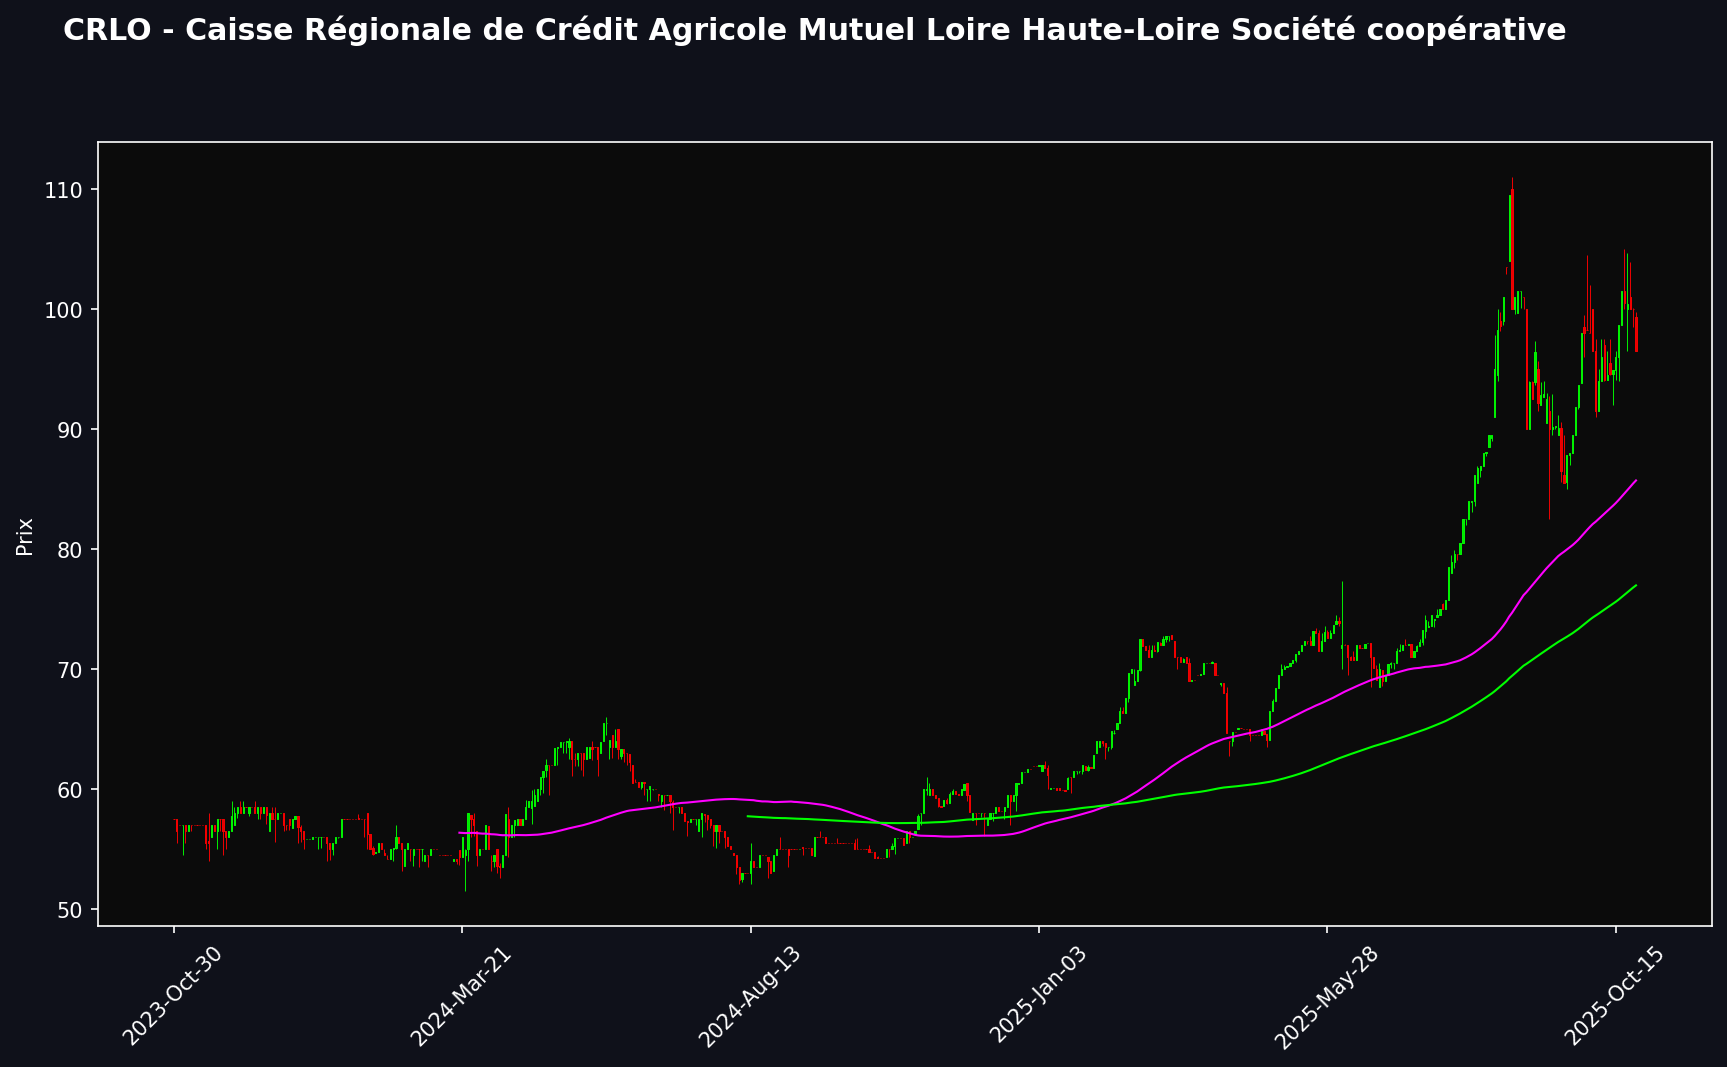 CRLO - Caisse Régionale de Crédit Agricole Mutuel Loire Haute-Loire Société coopérative
Prix
110
100
90
80
70
60
50
2023-Oct-30
2024-Mar-21
2024-Aug-13
2025-Jan-03
2025-May-28
2025-Oct-15